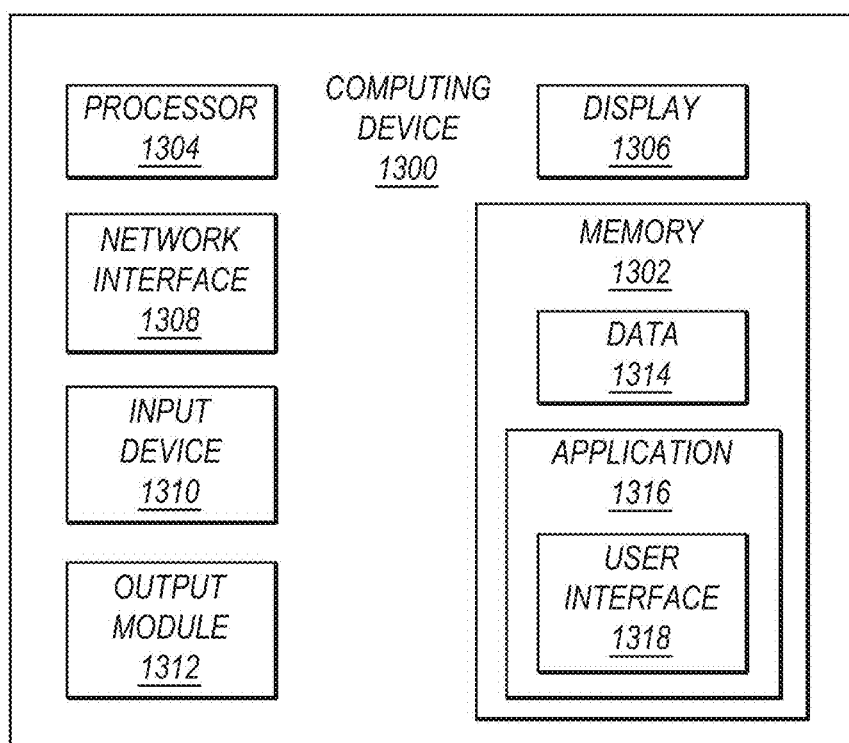 PROCESSOR
1304
COMPUTING
DEVICE
1300
DISPLAY
1306
NETWORK
INTERFACE
1308
MEMORY
1302
DATA
1314
INPUT
DEVICE
1310
APPLICATION
1316
USER
INTERFACE
1318
OUTPUT
MODULE
1312